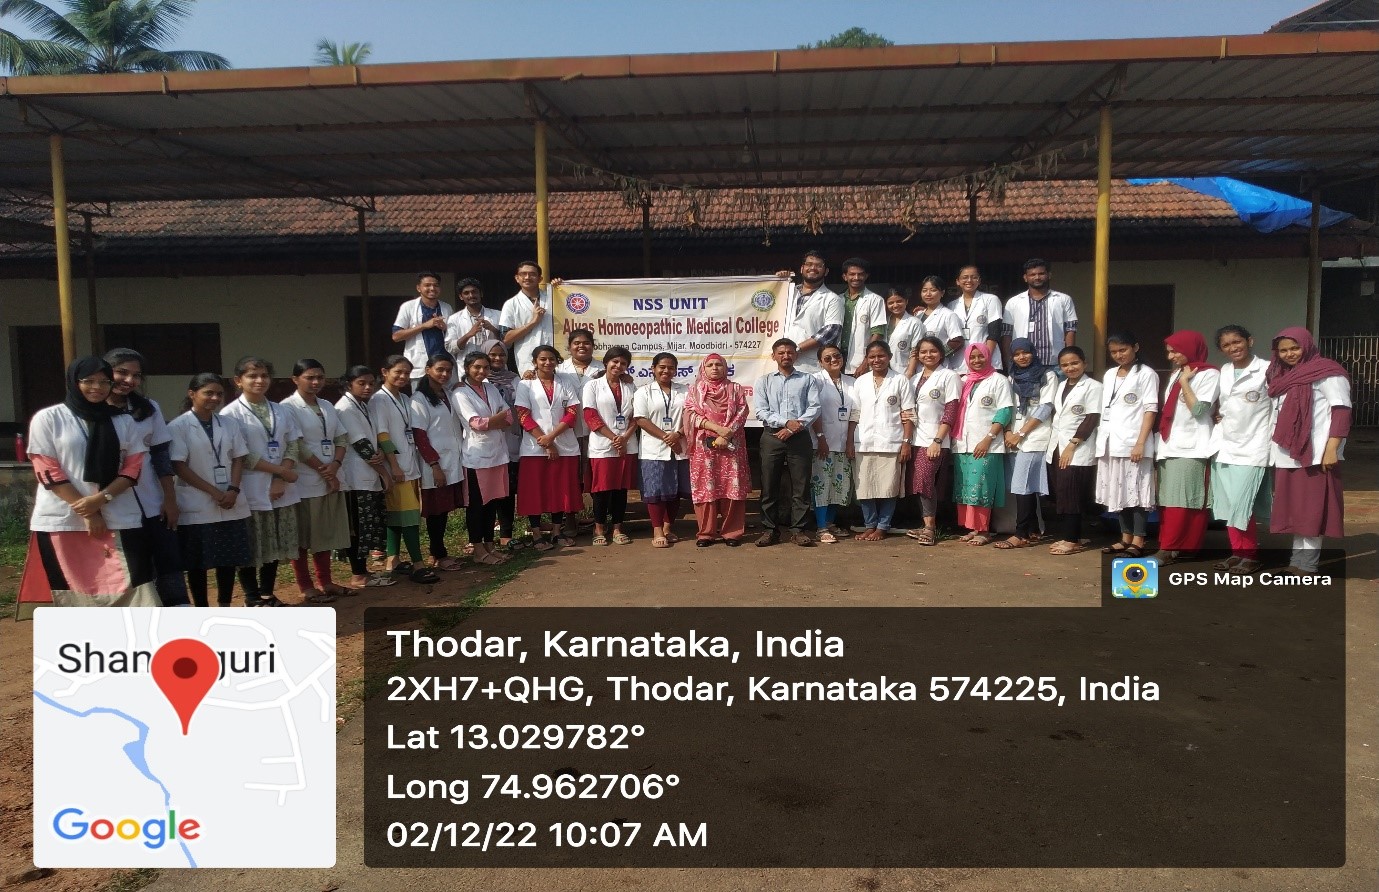 NSS UNIT
Alvas Homoeopathic Medical College
Campus, Mijar, Moodbidri - 574227
GPS Map Camera
Thodar, Karnataka, India
2XH7+QHG, Thodar, Karnataka 574225, India
Lat 13.029782°
Long 74.962706°
02/12/22 10:07 AM
Google